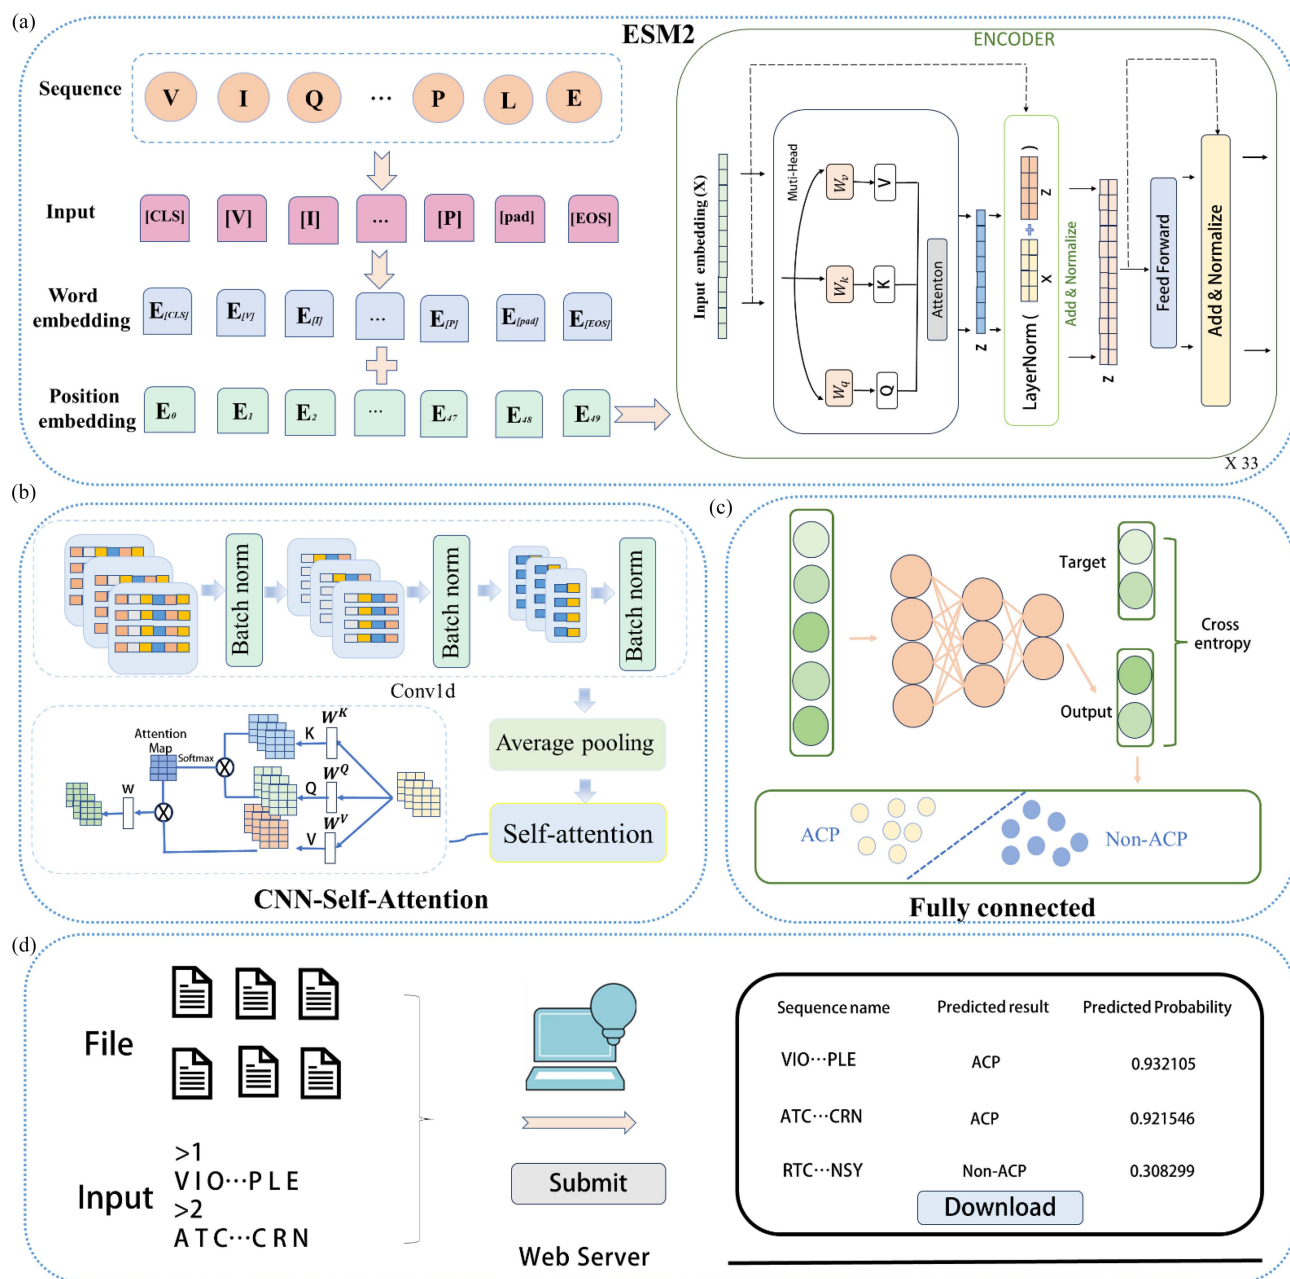 (a)
ESM2
Sequence
V I Q ... P L E
Input
[CLS] [V] [I] ... [P] [pad] [EOS]
Word
embedding
E[CLS] E[V] E[I] ... E[P] E[pad] E[EOS]
Position
embedding
E0 E1 E2 ... E47 E48 E49
ENCODER
Input embedding (X)
Muti-Head
Wv
V
Wk
K
Wq
Q
Attenton
Z
LayerNorm ( X + Z )
Add & Normalize
Z
Feed Forward
Add & Normalize
X 33
(b)
Batch norm
Batch norm
Batch norm
Conv1d
Average pooling
Self-attention
Attention
Map
Softmax
X
X
W
K
W^K
Q
W^Q
V
W^V
CNN-Self-Attention
(c)
Target
Output
Cross
entropy
ACP
Non-ACP
Fully connected
(d)
File
Input
>1
VIO···PLE
>2
ATC···CRN
Submit
Web Server
Sequence name Predicted result Predicted Probability
VIO···PLE ACP 0.932105
ATC···CRN ACP 0.921546
RTC···NSY Non-ACP 0.308299
Download